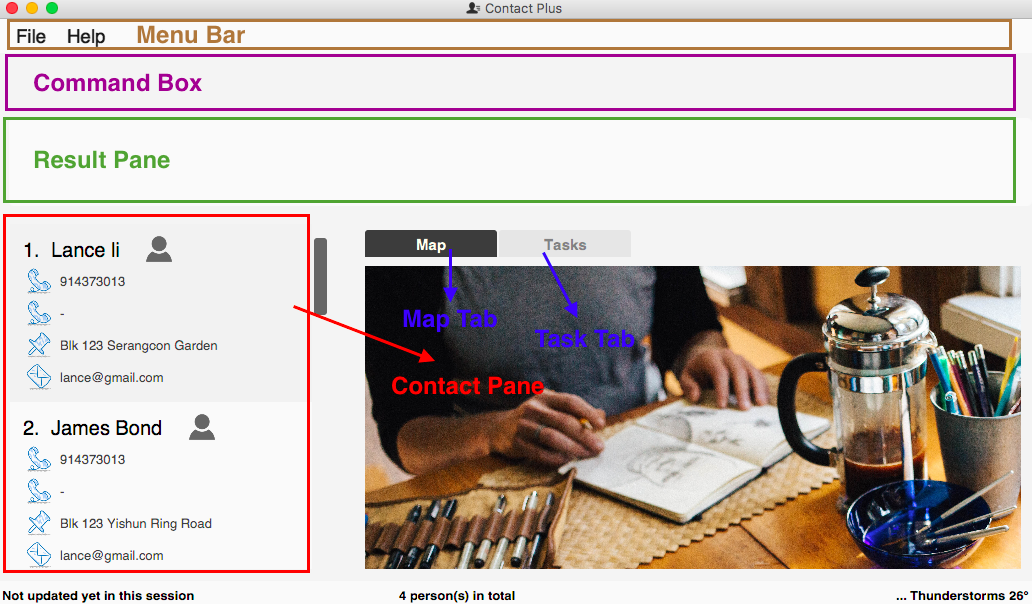 Contact Plus
File Help Menu Bar
Command Box
Result Pane
1. Lance li
914373013
-
Blk 123 Serangoon Garden
lance@gmail.com
2. James Bond
914373013
-
Blk 123 Yishun Ring Road
lance@gmail.com
Map Tasks
Map Tab
Task Tab
Contact Pane
Not updated yet in this session 4 person(s) in total ... Thunderstorms 26°